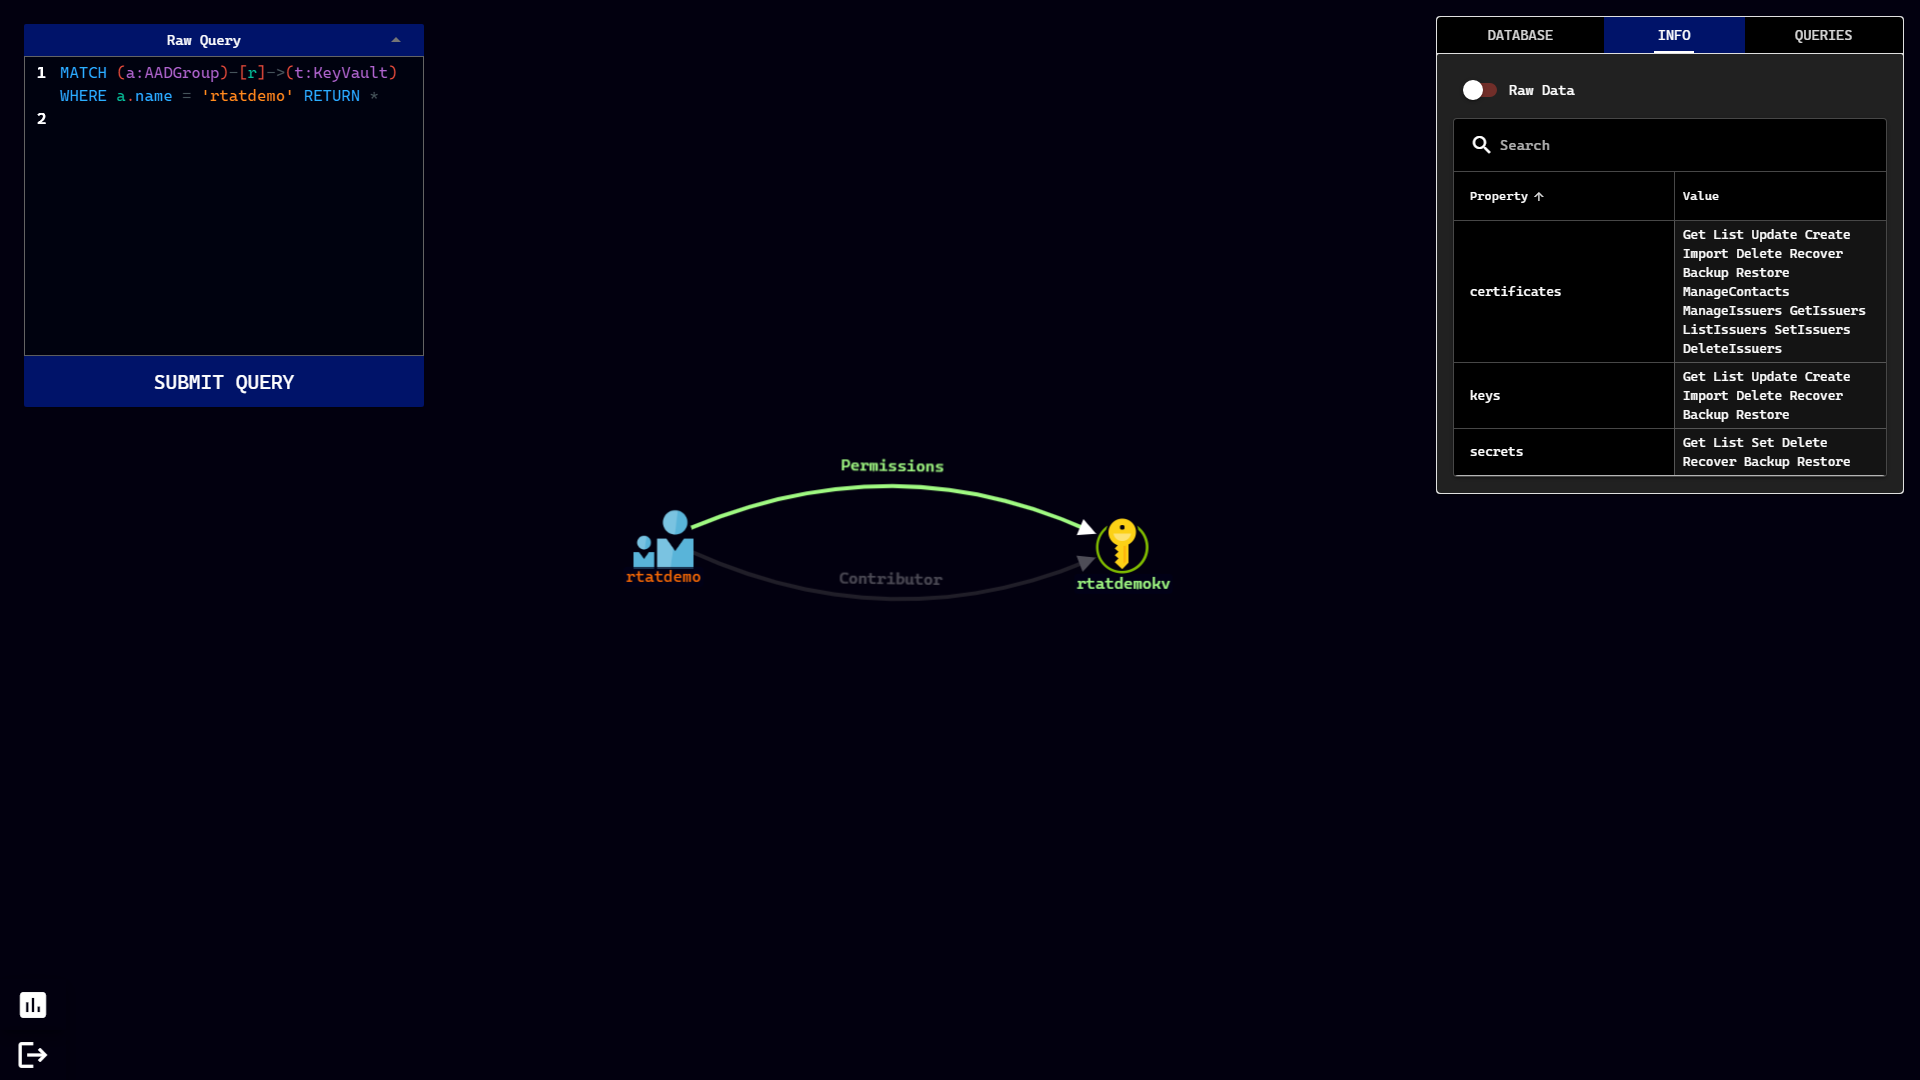 Raw Query
1 MATCH (a:AADGroup)-[r]->(t:KeyVault)
WHERE a.name = 'rtatdemo' RETURN *
2
SUBMIT QUERY
Permissions
Contributor
rtatdemo
rtatdemokv
DATABASE INFO QUERIES
Raw Data
Search
Property ↑ Value
certificates
Get List Update Create
Import Delete Recover
Backup Restore
ManageContacts
ManageIssuers GetIssuers
ListIssuers SetIssuers
DeleteIssuers
keys
Get List Update Create
Import Delete Recover
Backup Restore
secrets
Get List Set Delete
Recover Backup Restore